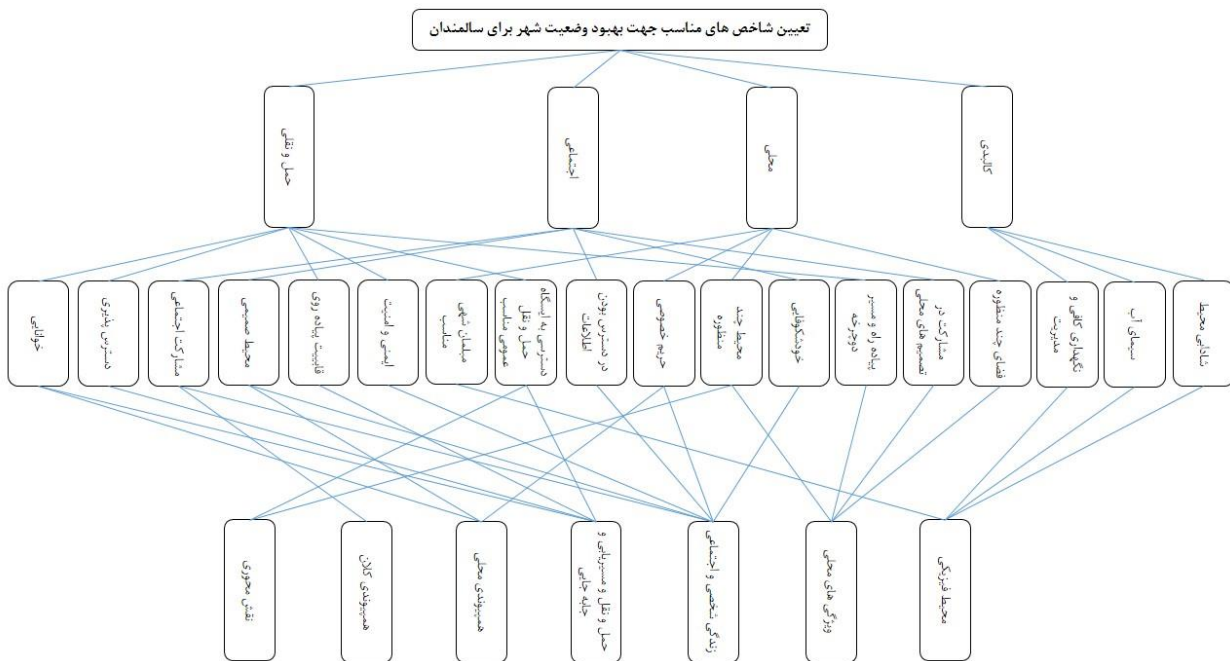 تعیین شاخص های مناسب جهت بهبود وضعیت شهر برای سالمندان
کالبدی
محلی
اجتماعی
حمل و نقلی
شادابی محیط
سیمای آب
نگهداری کافی و
مدیریت
فضای چند منظوره
مشارکت در
تصمیم های محلی
پیاده راه و مسیر
دوچرخه
خودشکوفایی
محیط چند
منظوره
حریم خصوصی
در دسترس بودن
اطلاعات
دسترسی به ایستگاه
حمل و نقل
عمومی مناسب
مبلمان شهری
مناسب
ایمنی و امنیت
قابلیت پیاده روی
محیط صمیمی
مشارکت اجتماعی
دسترس پذیری
خوانایی
محیط فیزیکی
ویژگی های محلی
زندگی شخصی و اجتماعی
حمل و نقل و مسیریابی و
جابه جایی
همپیوندی محلی
همپیوندی کلان
نقش محوری